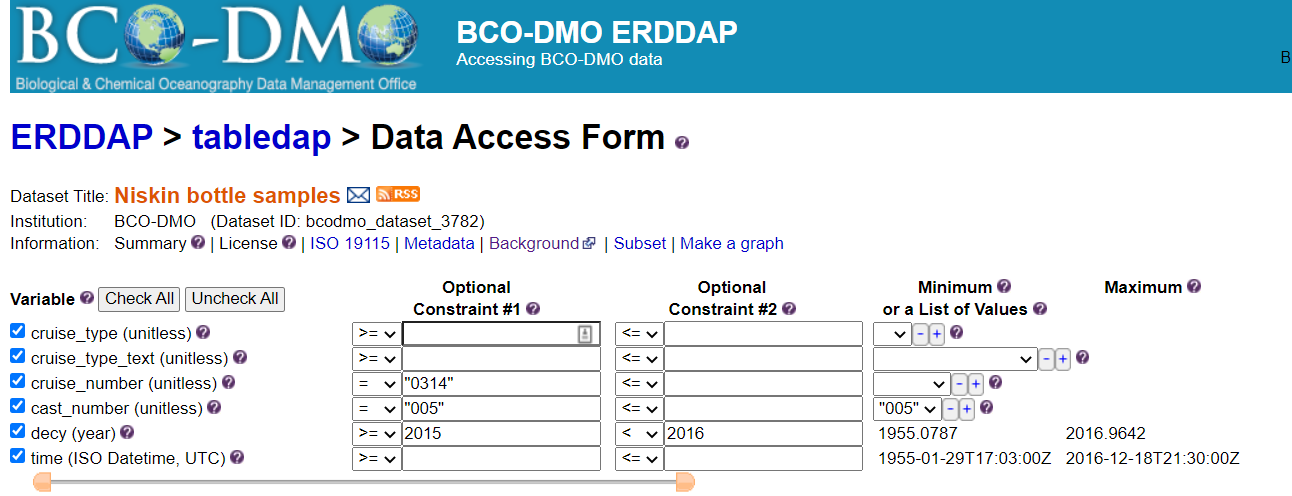 BCO-DMO
Biological & Chemical Oceanography Data Management Office
BCO-DMO ERDDAP
Accessing BCO-DMO data
B
ERDDAP > tabledap > Data Access Form ?
Dataset Title: Niskin bottle samples RSS
Institution: BCO-DMO (Dataset ID: bcodmo_dataset_3782)
Information: Summary ? | License ? | ISO 19115 | Metadata | Background | Subset | Make a graph
Variable ? Check All Uncheck All
Optional
Constraint #1 ?
Optional
Constraint #2 ?
Minimum ?
or a List of Values ?
Maximum ?
cruise_type (unitless) ? >= <= - + ?
cruise_type_text (unitless) ? >= <= - + ?
cruise_number (unitless) ? = "0314" <= - + ?
cast_number (unitless) ? = "005" <= "005" - + ?
decy (year) ? >= 2015 < 2016 1955.0787 2016.9642
time (ISO Datetime, UTC) ? >= <= 1955-01-29T17:03:00Z 2016-12-18T21:30:00Z